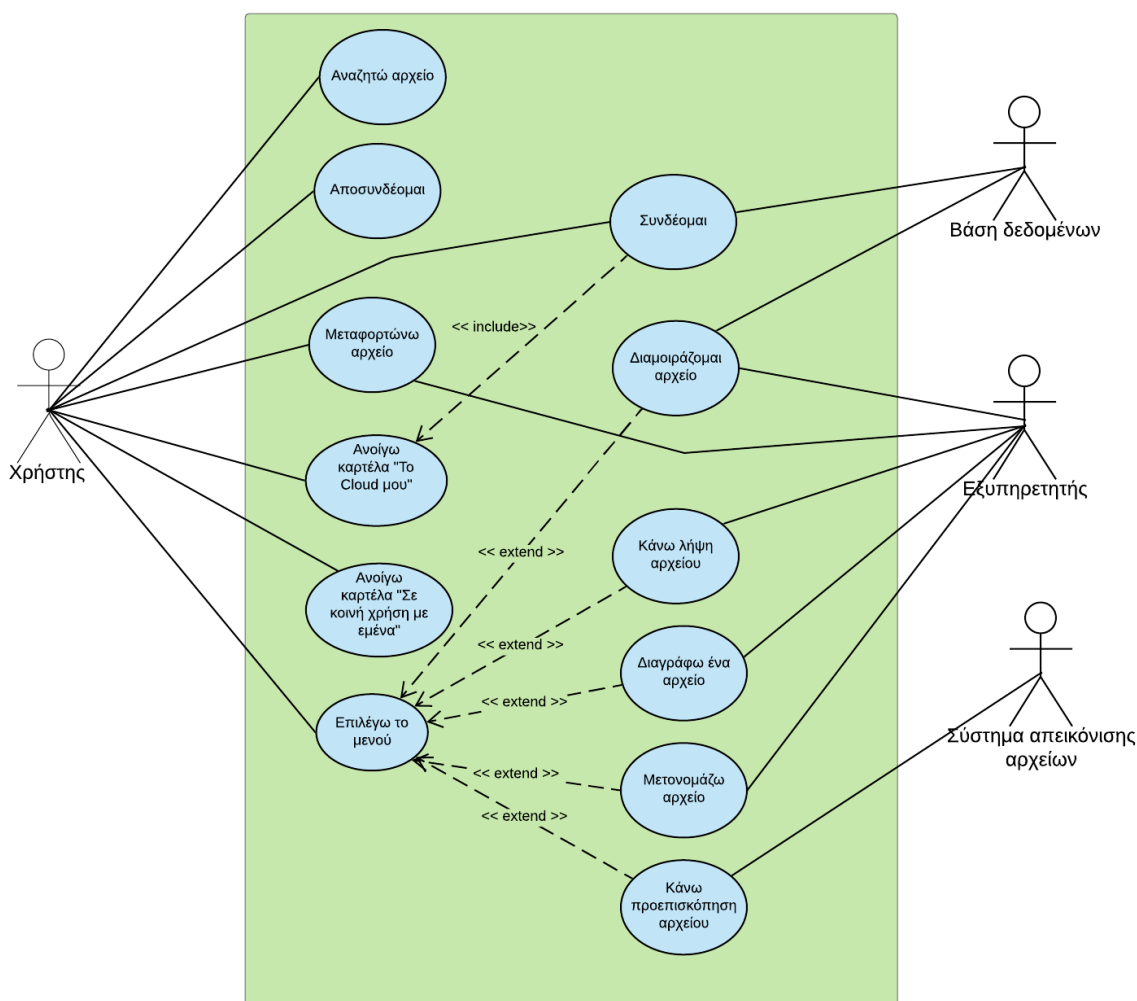 Αναζητώ αρχείο
Αποσυνδέομαι
Συνδέομαι
Βάση δεδομένων
<< include>>
Μεταφορτώνω
αρχείο
Διαμοιράζομαι
αρχείο
Χρήστης
Ανοίγω
καρτέλα "Το
Cloud μου"
Εξυπηρετητής
<< extend >>
Κάνω λήψη
αρχείου
Ανοίγω
καρτέλα "Σε
κοινή χρήση με
εμένα"
<< extend >>
Διαγράφω ένα
αρχείο
<< extend >>
Επιλέγω το
μενού
Σύστημα απεικόνισης
αρχείων
<< extend >>
Μετονομάζω
αρχείο
<< extend >>
Κάνω
προεπισκόπηση
αρχείου